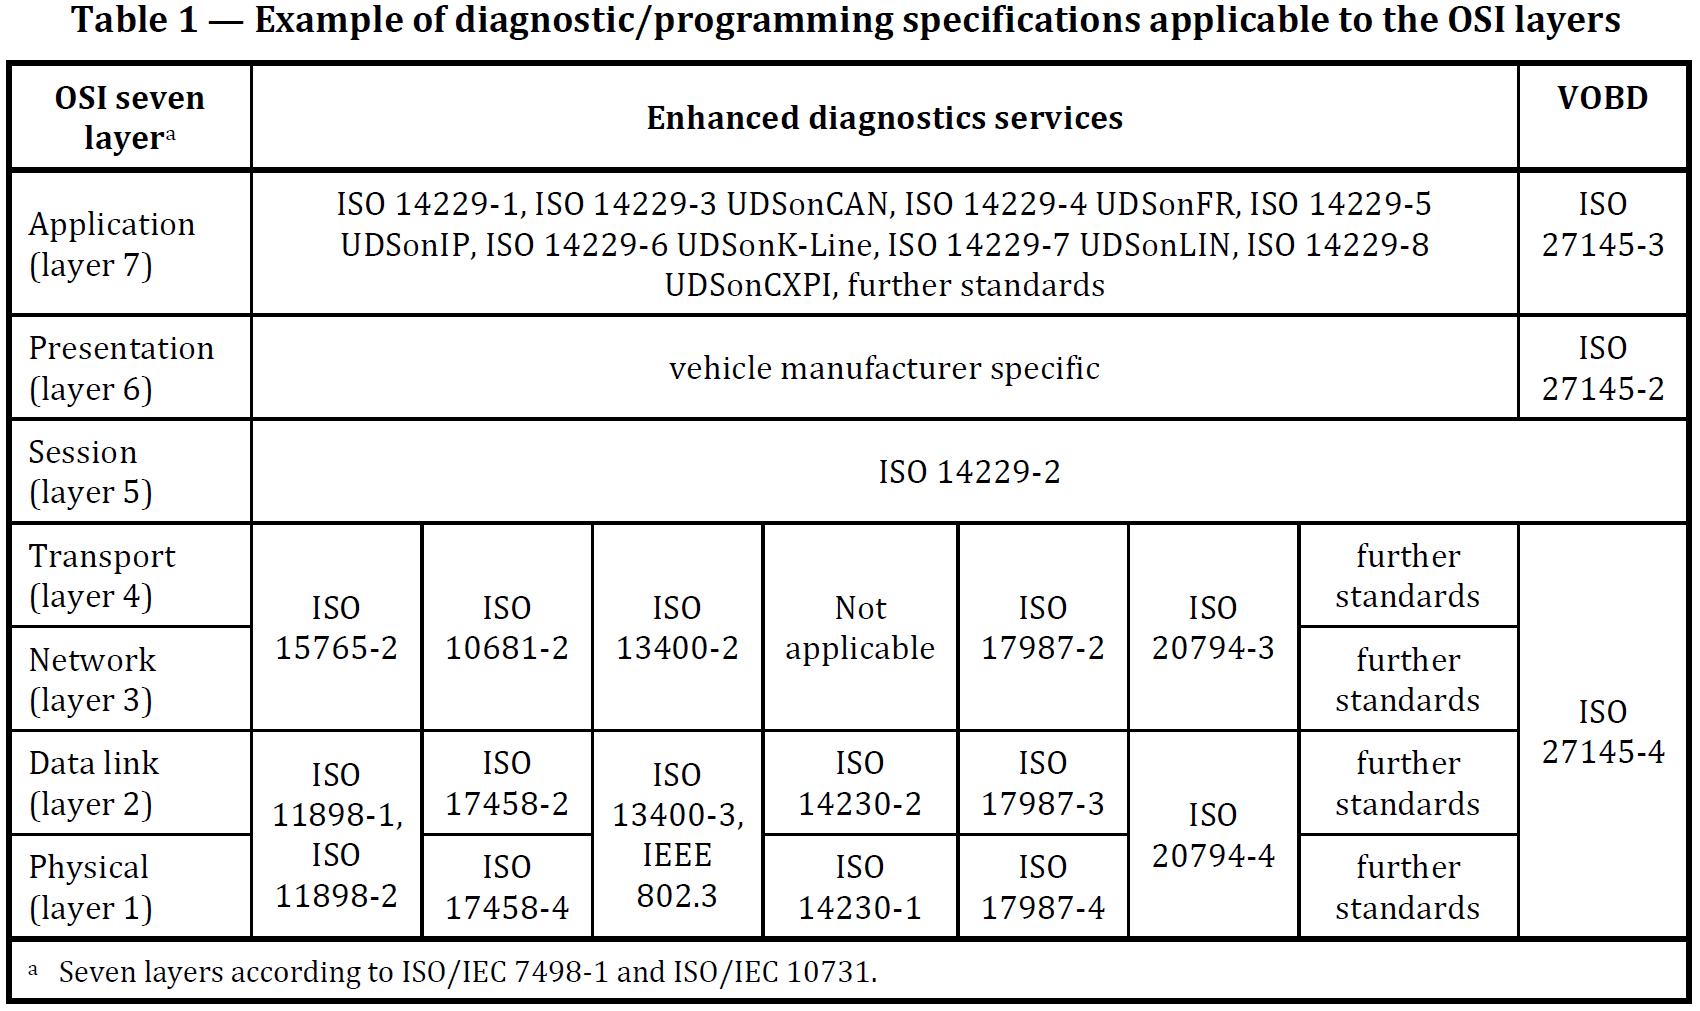 Table 1 — Example of diagnostic/programming specifications applicable to the OSI layers
OSI seven
layerᵃ
Enhanced diagnostics services
VOBD
Application
(layer 7)
ISO 14229-1, ISO 14229-3 UDSonCAN, ISO 14229-4 UDSonFR, ISO 14229-5
UDSonIP, ISO 14229-6 UDSonK-Line, ISO 14229-7 UDSonLIN, ISO 14229-8
UDSonCXPI, further standards
ISO
27145-3
Presentation
(layer 6)
vehicle manufacturer specific
ISO
27145-2
Session
(layer 5)
ISO 14229-2
Transport
(layer 4)
Network
(layer 3)
ISO
15765-2
ISO
10681-2
ISO
13400-2
Not
applicable
ISO
17987-2
ISO
20794-3
further
standards
further
standards
ISO
27145-4
Data link
(layer 2)
Physical
(layer 1)
ISO
11898-1,
ISO
11898-2
ISO
17458-2
ISO
17458-4
ISO
13400-3,
IEEE
802.3
ISO
14230-2
ISO
14230-1
ISO
17987-3
ISO
17987-4
ISO
20794-4
further
standards
further
standards
ᵃ Seven layers according to ISO/IEC 7498-1 and ISO/IEC 10731.